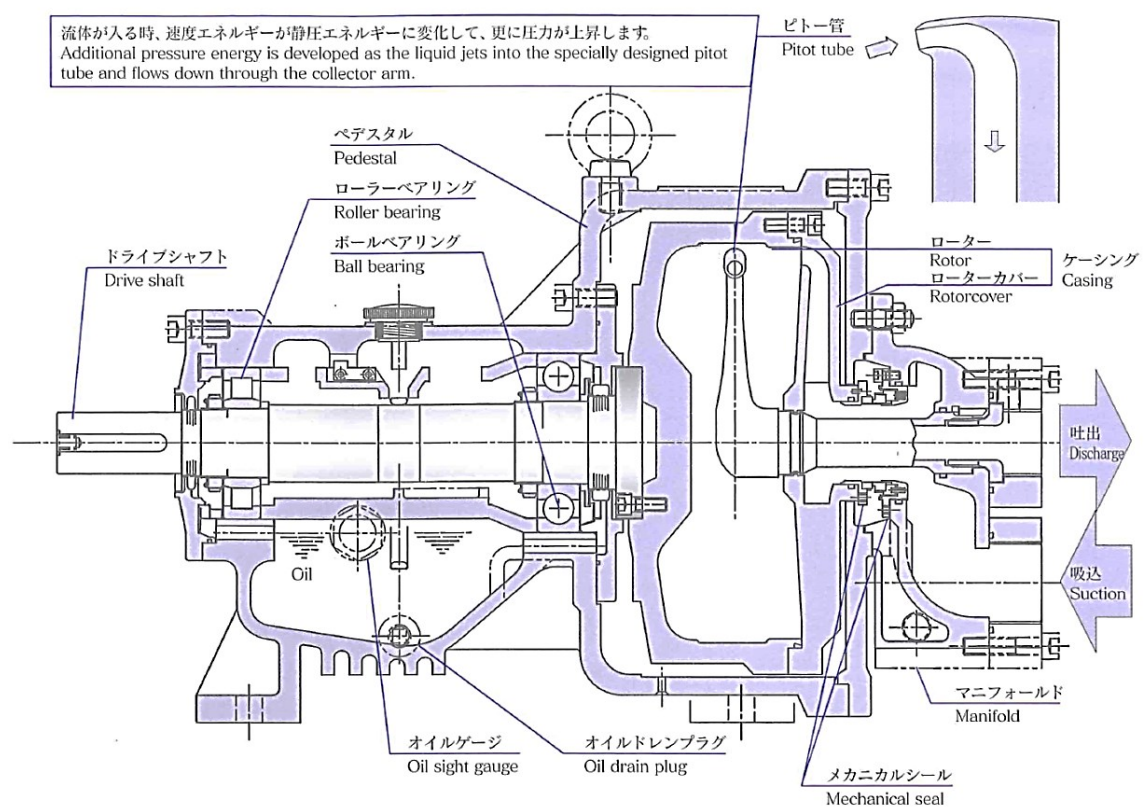 流体が入る時、速度エネルギーが静圧エネルギーに変化して、更に圧力が上昇します。
Additional pressure energy is developed as the liquid jets into the specially designed pitot
tube and flows down through the collector arm.
ピトー管
Pitot tube
ペデスタル
Pedestal
ローラーベアリング
Roller bearing
ボールベアリング
Ball bearing
ドライブシャフト
Drive shaft
ローター
Rotor
ローターカバー
Rotorcover
ケーシング
Casing
吐出
Discharge
吸込
Suction
Oil
マニフォールド
Manifold
オイルゲージ
Oil sight gauge
オイルドレンプラグ
Oil drain plug
メカニカルシール
Mechanical seal